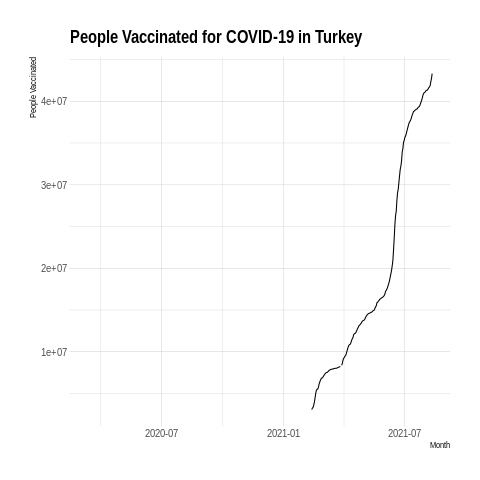 People Vaccinated for COVID-19 in Turkey
People Vaccinated
4e+07
3e+07
2e+07
1e+07
2020-07
2021-01
2021-07
Month